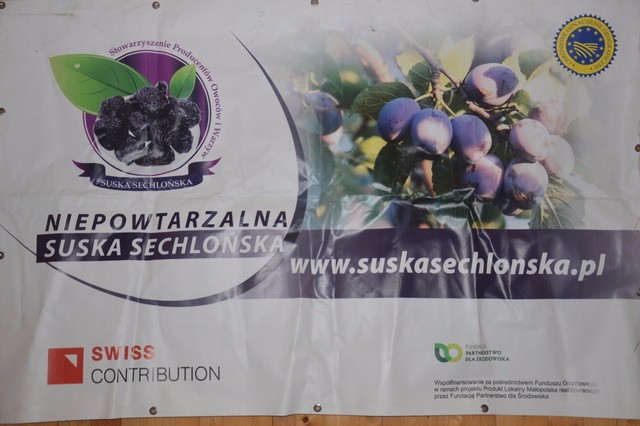 Stowarzyszenie Producentów Owoców i Warzyw
SUSKA SECHLOŃSKA
NIEPOWTARZALNA
SUSKA SECHLOŃSKA
www.suskasechlonska.pl
SWISS
CONTRIBUTION
FUNDACJA
PARTNERSTWO
DLA ŚRODOWISKA
Współfinansowanie za pośrednictwem Funduszu Grantowego
w ramach projektu Produkt Lokalny Małopolska realizowanego
przez Fundację Partnerstwo dla Środowiska